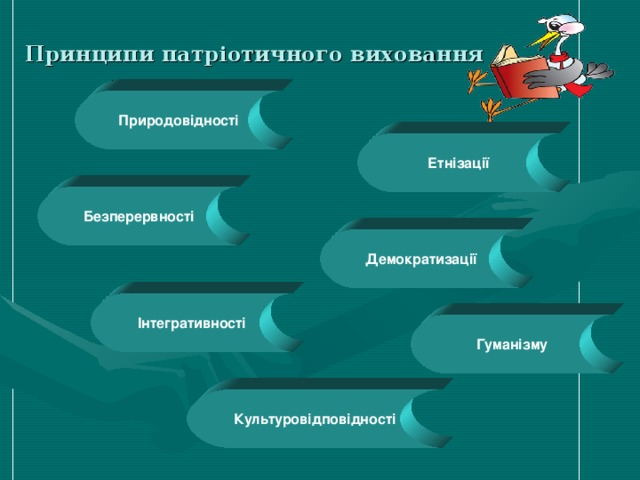 Принципи патріотичного виховання
Природовідності
Етнізації
Безперервності
Демократизації
Інтегративності
Гуманізму
Культуровідповідності